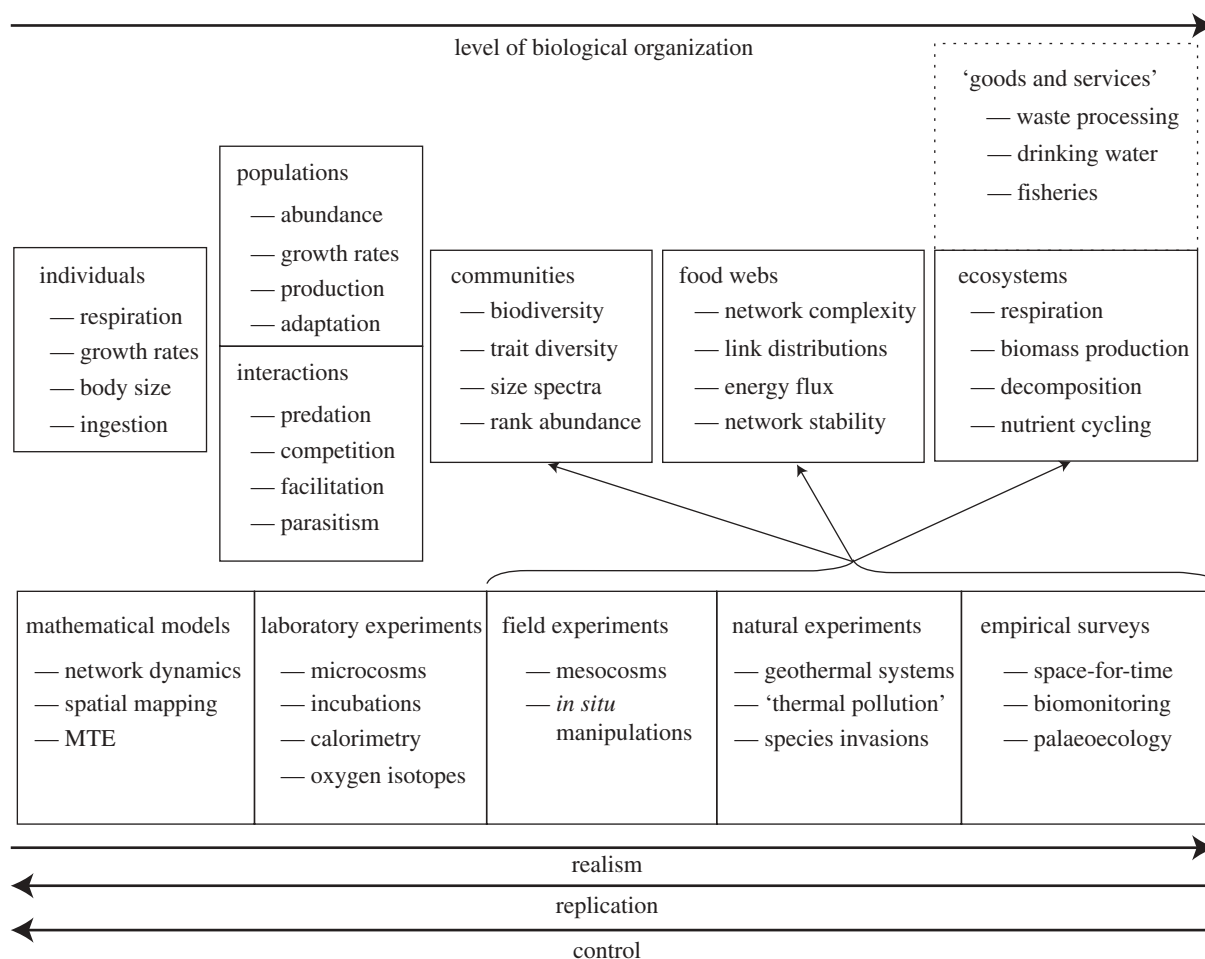 level of biological organization
'goods and services'
— waste processing
— drinking water
— fisheries
populations
— abundance
— growth rates
— production
— adaptation
individuals
— respiration
— growth rates
— body size
— ingestion
interactions
— predation
— competition
— facilitation
— parasitism
communities
— biodiversity
— trait diversity
— size spectra
— rank abundance
food webs
— network complexity
— link distributions
— energy flux
— network stability
ecosystems
— respiration
— biomass production
— decomposition
— nutrient cycling
mathematical models
— network dynamics
— spatial mapping
— MTE
laboratory experiments
— microcosms
— incubations
— calorimetry
— oxygen isotopes
field experiments
— mesocosms
— in situ
manipulations
natural experiments
— geothermal systems
— 'thermal pollution'
— species invasions
empirical surveys
— space-for-time
— biomonitoring
— palaeoecology
realism
replication
control